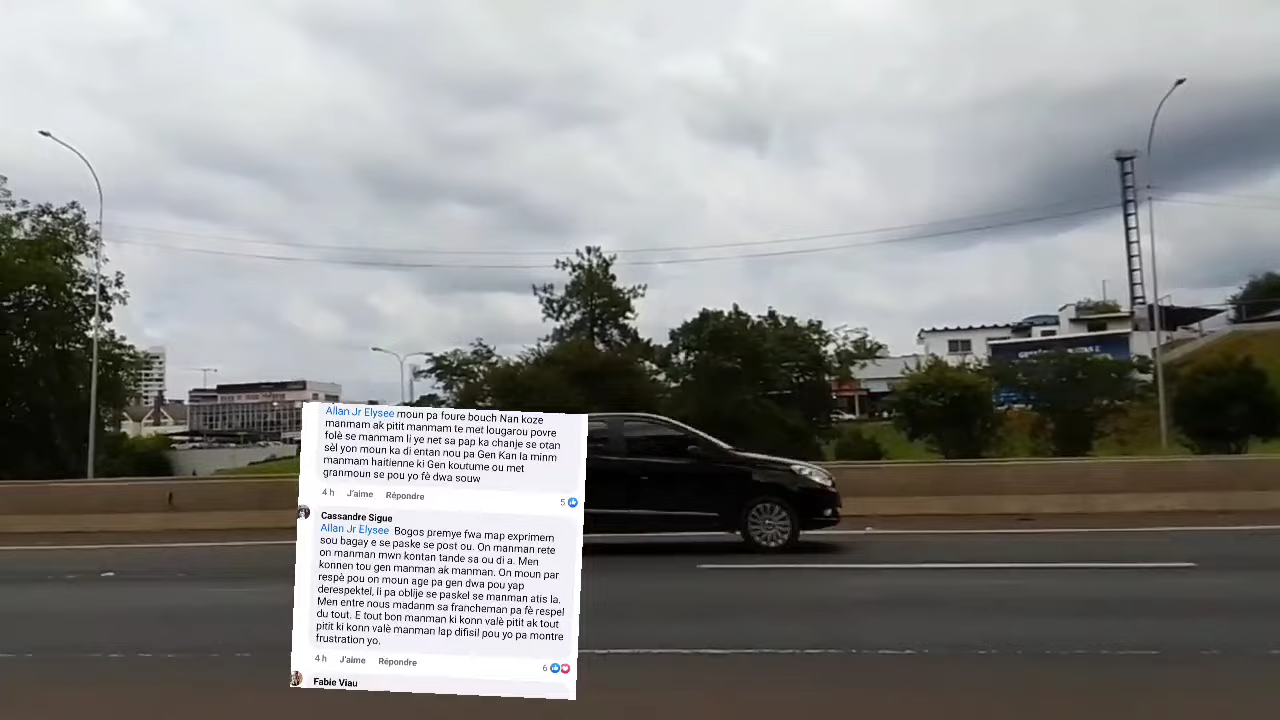 Allan Jr Elysee moun pa foure bouch Nan koze
manmam ak pitit manmam te met lougarou povre
manmam haitienne ki Gen koutume ou met
folè se manmam li ye net sa pap ka chanje se otan
sèl yon moun ka di entan nou pa Gen Kan la minm
granmoun se pou yo fè dwa souw
4 h J'aime Répondre
5
Cassandre Sigue
Allan Jr Elysee Bogos premye fwa map exprimem
sou bagay e se paske se post ou. On manman rete
on manman mwn kontan tande sa ou di a. Men
konnen tou gen manman ak manman. On moun par
respè pou on moun age pa gen dwa pou yap
derespektel, li pa oblije se paskel se manman atis la.
Men entre nous madanm sa francheman pa fè respel
du tout. E tout bon manman ki konn valè pitit ak tout
pitit ki konn valè manman lap difisil pou yo pa montre
frustration yo.
4 h J'aime Répondre
6
Fabie Viau